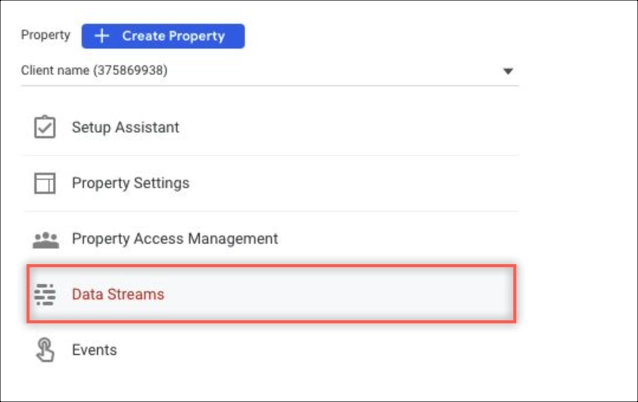 Property + Create Property
Client name (375869938)
Setup Assistant
Property Settings
Property Access Management
Data Streams
Events